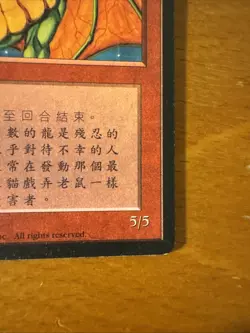 至回合結束。
數的龍是殘忍的
乎對待不幸的人
常在發動那個最
貓戲弄老鼠一樣
害者。
5/5
All rights reserved.